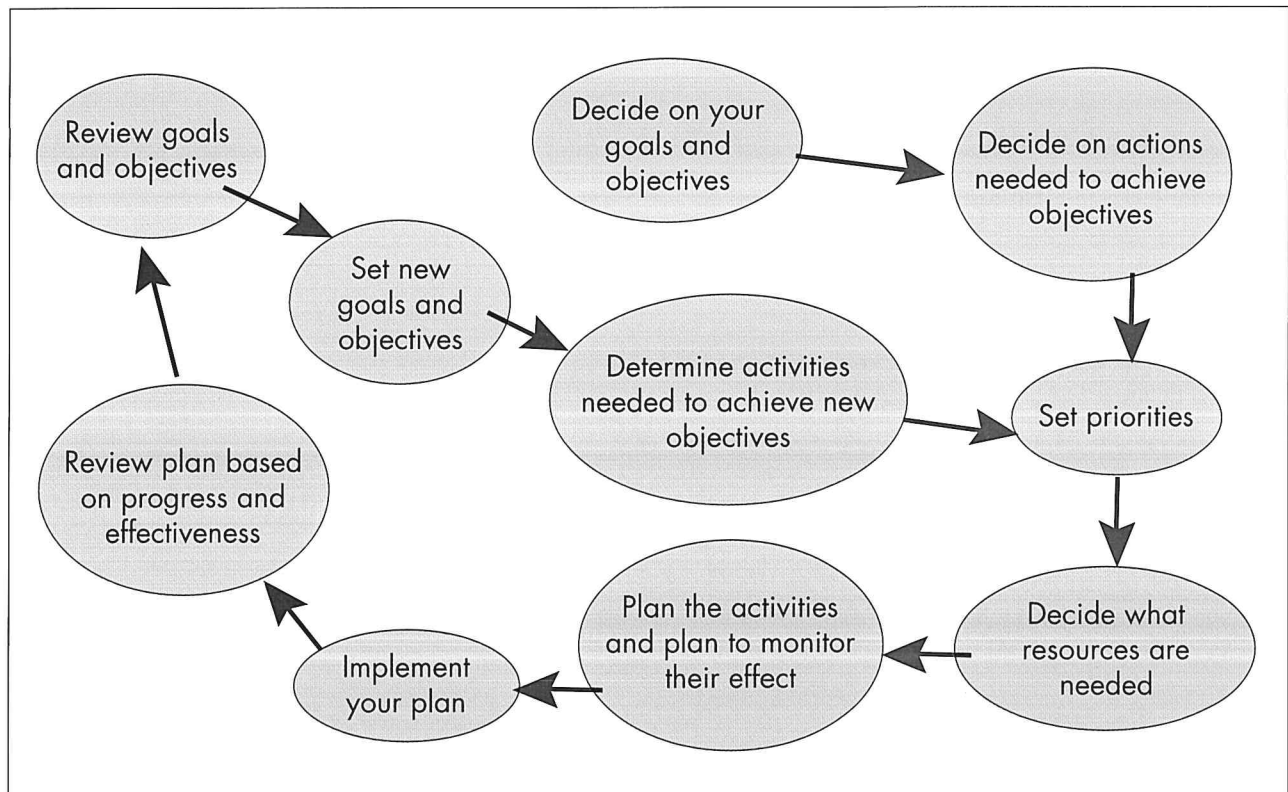 Decide on your
goals and
objectives
Decide on actions
needed to achieve
objectives
Set priorities
Decide what
resources are
needed
Plan the activities
and plan to monitor
their effect
Implement
your plan
Review plan based
on progress and
effectiveness
Review goals
and objectives
Set new
goals and
objectives
Determine activities
needed to achieve new
objectives